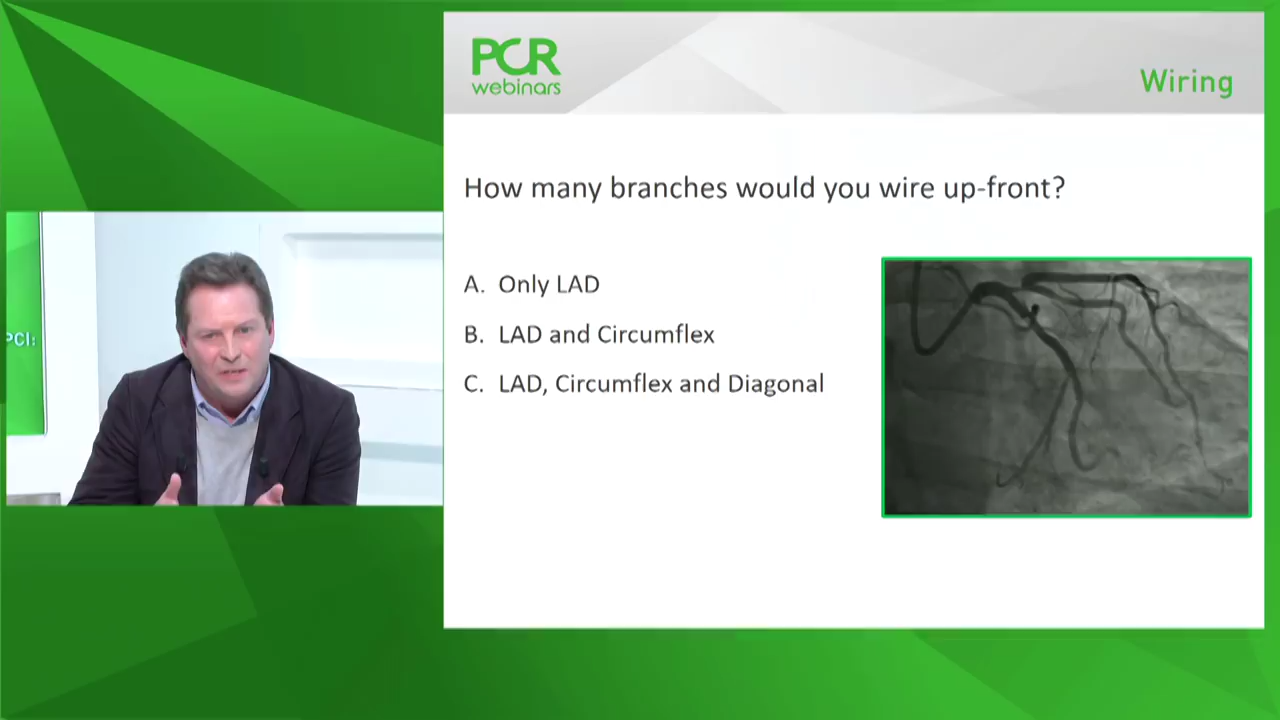 PCR
webinars
Wiring
How many branches would you wire up-front?
A. Only LAD
B. LAD and Circumflex
C. LAD, Circumflex and Diagonal
PCI: